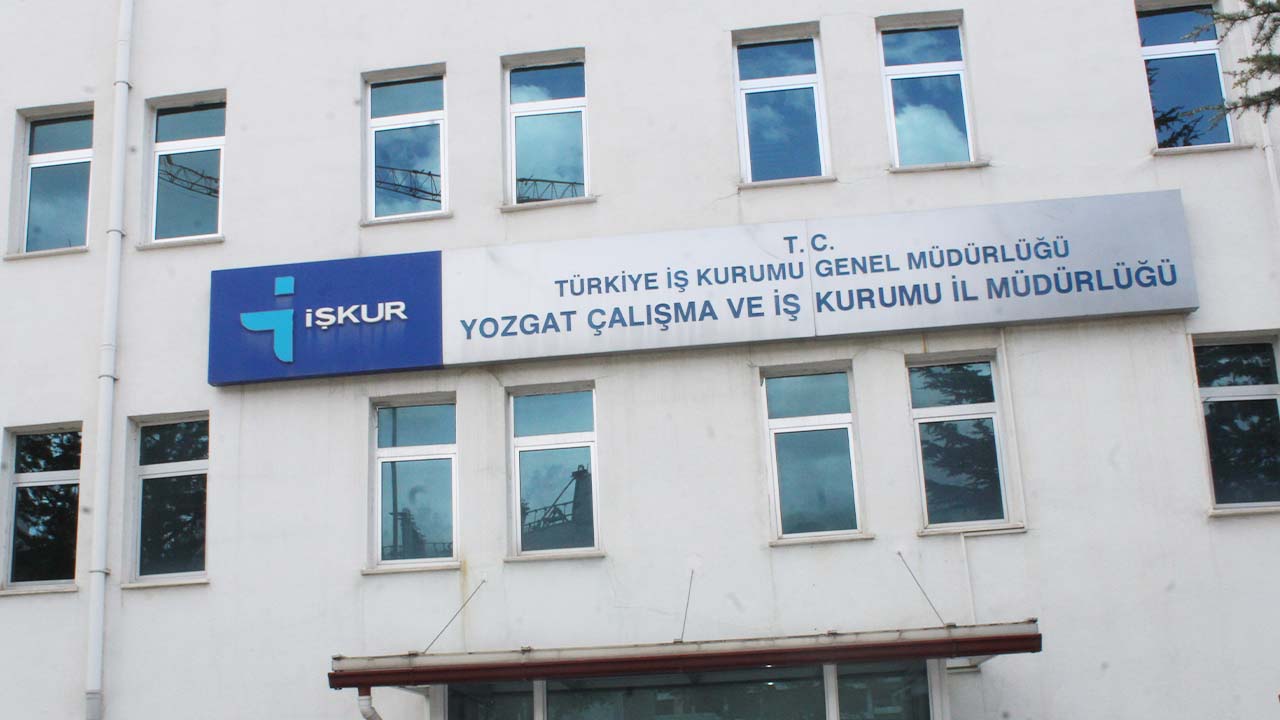 İŞKUR
T. C.
TÜRKİYE İŞ KURUMU GENEL MÜDÜRLÜĞÜ
YOZGAT ÇALIŞMA VE İŞ KURUMU İL MÜDÜRLÜĞÜ